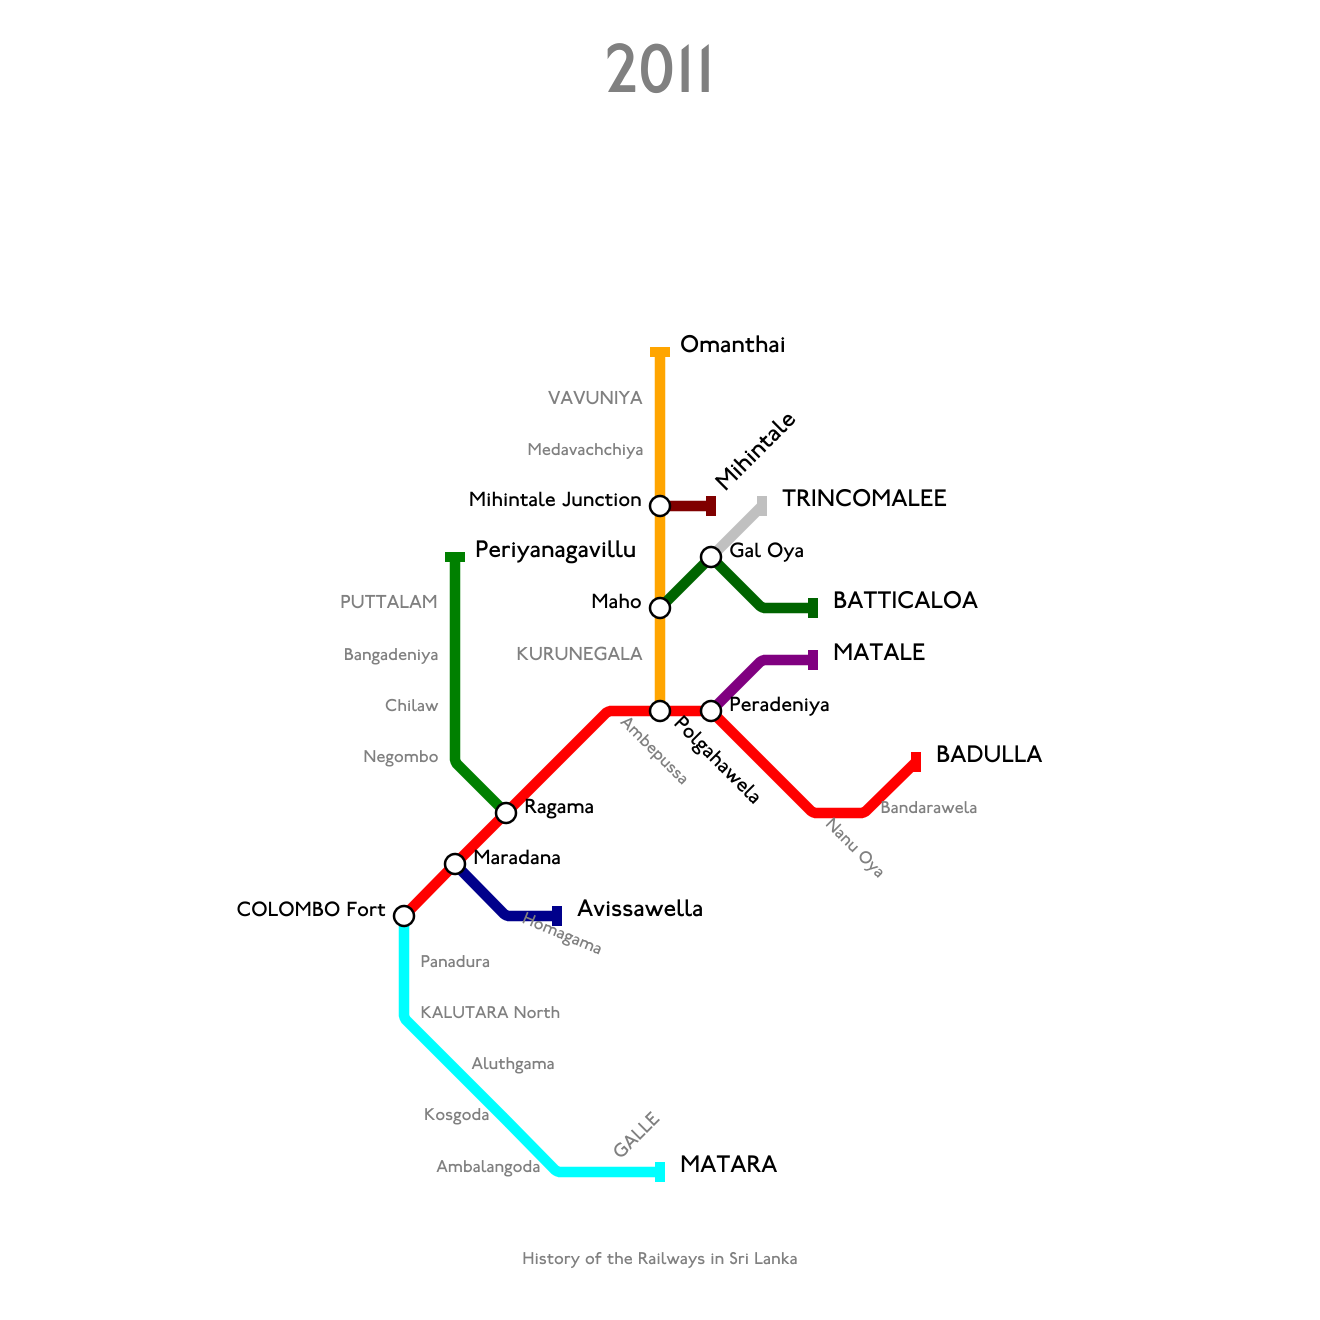 2011
Omanthai
VAVUNIYA
Mihintale
Medavachchiya
Mihintale Junction
TRINCOMALEE
Periyanagavillu
Gal Oya
PUTTALAM
Maho
BATTICALOA
Bangadeniya
KURUNEGALA
MATALE
Chilaw
Peradeniya
Ambepussa
Polgahawela
Negombo
BADULLA
Ragama
Bandarawela
Nanu Oya
Maradana
COLOMBO Fort
Avissawella
Homagama
Panadura
KALUTARA North
Aluthgama
Kosgoda
GALLE
Ambalangoda
MATARA
History of the Railways in Sri Lanka